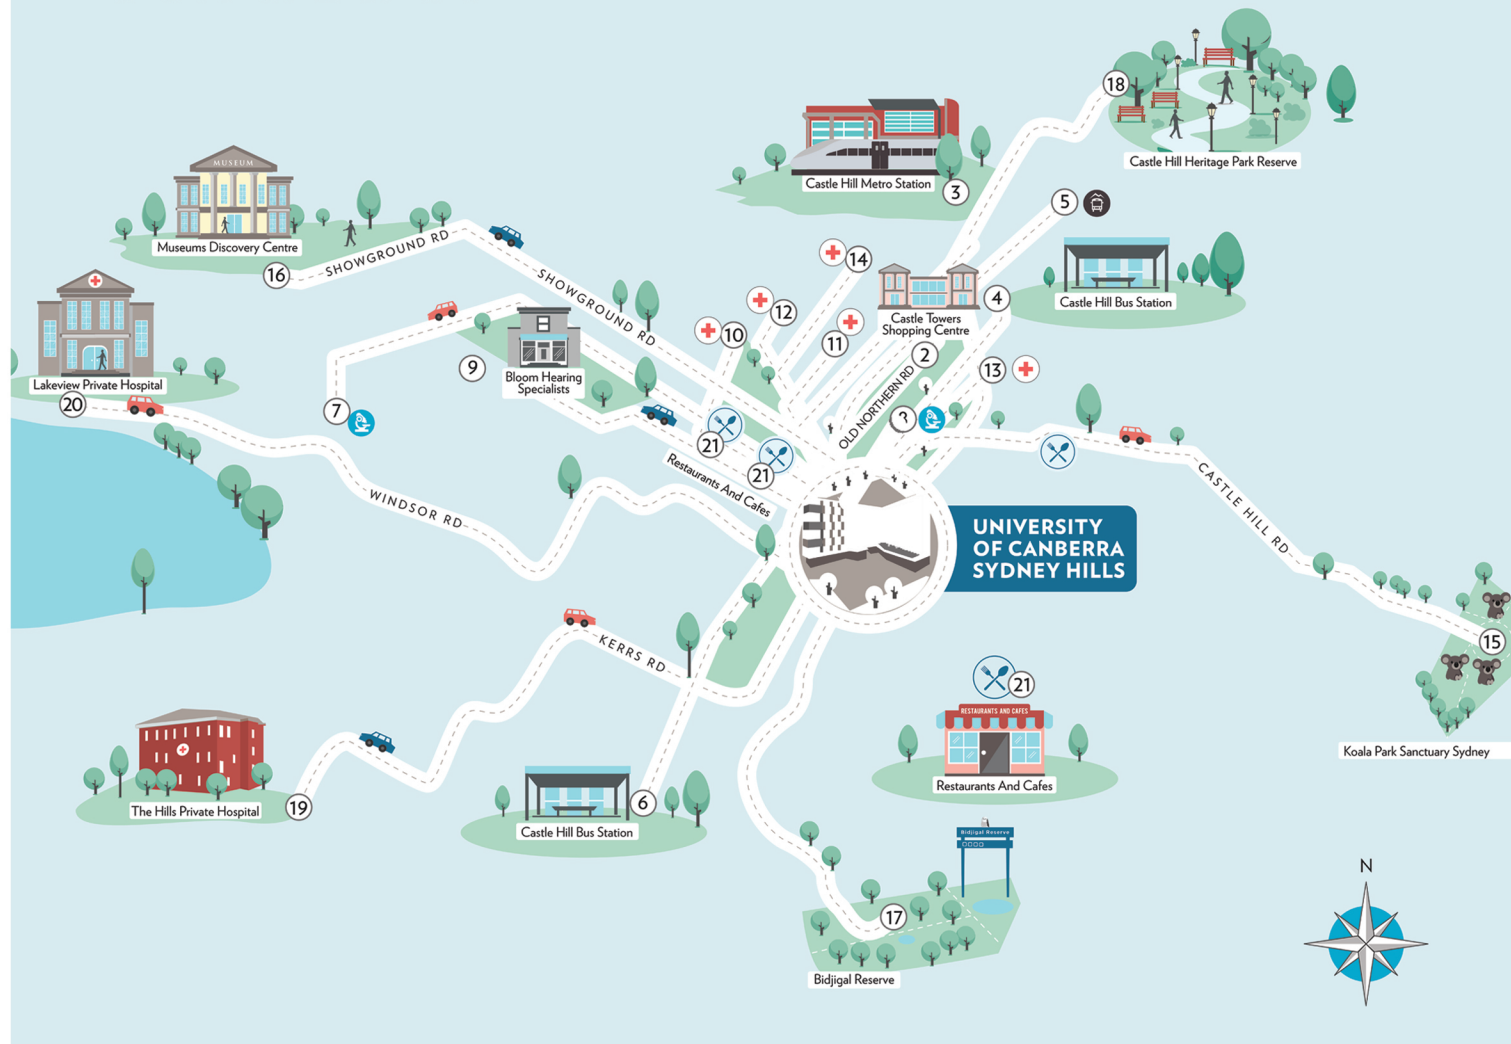 18
Castle Hill Heritage Park Reserve
Castle Hill Metro Station
3
5
MUSEUM
Museums Discovery Centre
16
SHOWGROUND RD
SHOWGROUND RD
14
12
10
11
Castle Towers
Shopping Centre
4
2
Castle Hill Bus Station
Lakeview Private Hospital
20
9
Bloom Hearing
Specialists
7
13
OLD NORTHERN RD
21
21
Restaurants And Cafes
WINDSOR RD
CASTLE HILL RD
UNIVERSITY
OF CANBERRA
SYDNEY HILLS
15
Koala Park Sanctuary Sydney
KERRS RD
21
RESTAURANTS AND CAFES
Restaurants And Cafes
The Hills Private Hospital
19
6
Castle Hill Bus Station
Bidjigal Reserve
17
Bidjigal Reserve
N